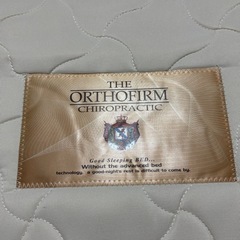 THE
ORTHOFIRM
CHIROPRACTIC
Good Sleeping BED...
Without the advanced bed
technology, a good-night's rest is difficult to come by.